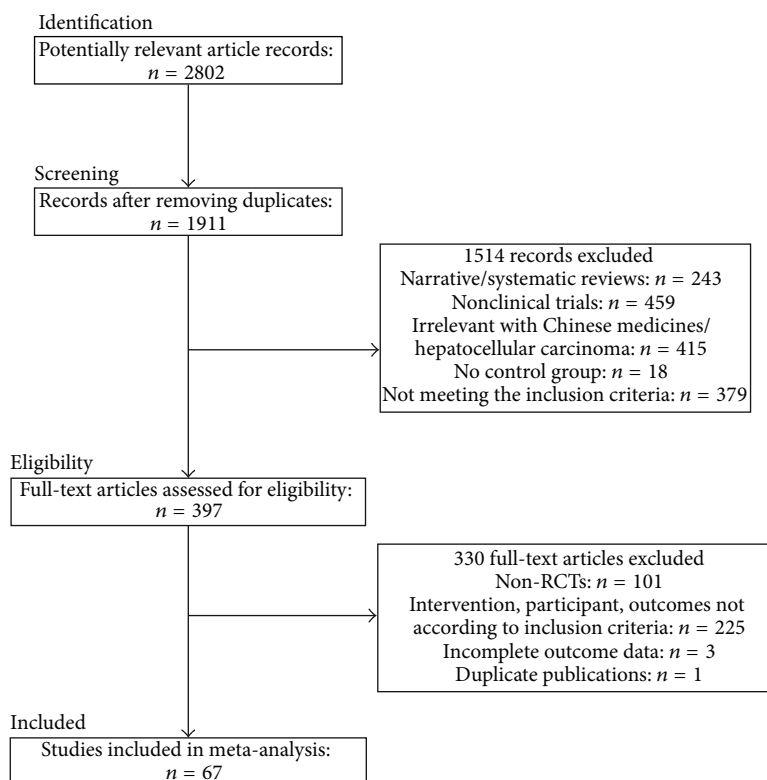 Identification
Potentially relevant article records:
n = 2802
Screening
Records after removing duplicates:
n = 1911
1514 records excluded
Narrative/systematic reviews: n = 243
Nonclinical trials: n = 459
Irrelevant with Chinese medicines/
hepatocellular carcinoma: n = 415
No control group: n = 18
Not meeting the inclusion criteria: n = 379
Eligibility
Full-text articles assessed for eligibility:
n = 397
330 full-text articles excluded
Non-RCTs: n = 101
Intervention, participant, outcomes not
according to inclusion criteria: n = 225
Incomplete outcome data: n = 3
Duplicate publications: n = 1
Included
Studies included in meta-analysis:
n = 67